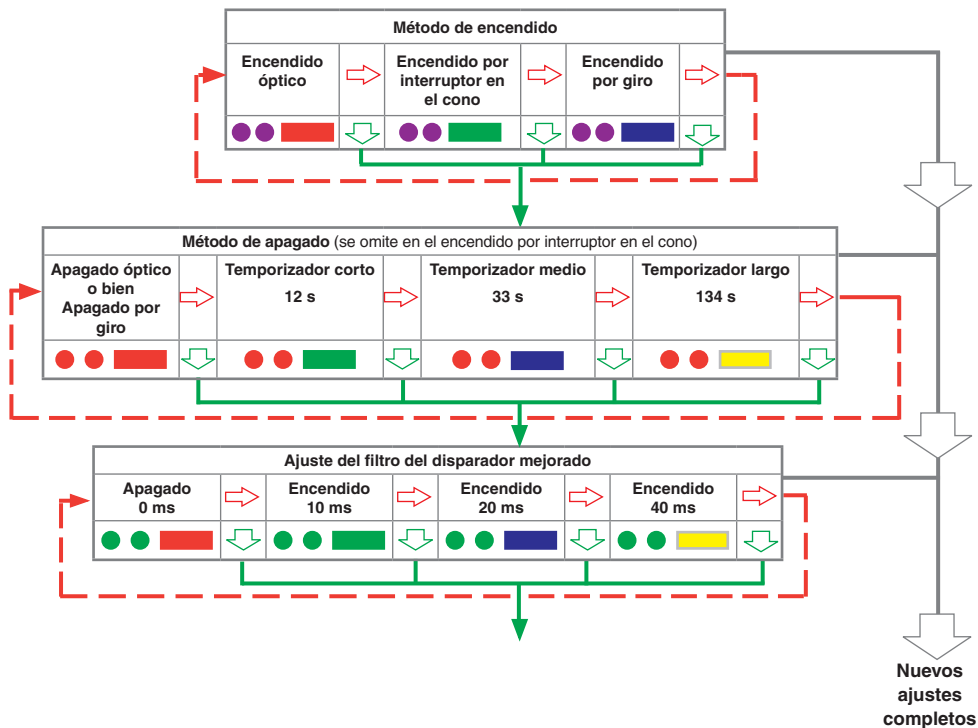 Método de encendido
Encendido
óptico
Encendido por
interruptor en
el cono
Encendido
por giro
Método de apagado (se omite en el encendido por interruptor en el cono)
Apagado óptico
o bien
Apagado por
giro
Temporizador corto
12 s
Temporizador medio
33 s
Temporizador largo
134 s
Ajuste del filtro del disparador mejorado
Apagado
0 ms
Encendido
10 ms
Encendido
20 ms
Encendido
40 ms
Nuevos
ajustes
completos